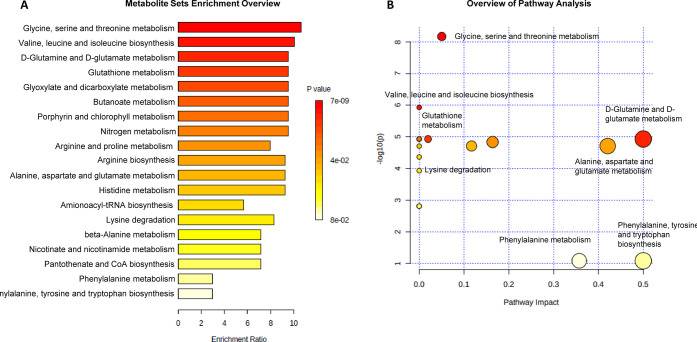 A
Metabolite Sets Enrichment Overview
Glycine, serine and threonine metabolism
Valine, leucine and isoleucine biosynthesis
D-Glutamine and D-glutamate metabolism
Glutathione metabolism
Glyoxylate and dicarboxylate metabolism
Butanoate metabolism
Porphyrin and chlorophyll metabolism
Nitrogen metabolism
Arginine and proline metabolism
Arginine biosynthesis
Alanine, aspartate and glutamate metabolism
Histidine metabolism
Amionoacyl-tRNA biosynthesis
Lysine degradation
beta-Alanine metabolism
Nicotinate and nicotinamide metabolism
Pantothenate and CoA biosynthesis
Phenylalanine metabolism
nylalanine, tyrosine and tryptophan biosynthesis
0 2 4 6 8 10
Enrichment Ratio
P value
7e-09
4e-02
8e-02
B
Overview of Pathway Analysis
Glycine, serine and threonine metabolism
Valine, leucine and isoleucine biosynthesis
Glutathione
metabolism
D-Glutamine and D-
glutamate metabolism
Alanine, aspartate and
glutamate metabolism
Lysine degradation
Phenylalanine metabolism
Phenylalanine, tyrosine
and tryptophan
biosynthesis
-log10(p)
8
7
6
5
4
3
2
1
0.0 0.1 0.2 0.3 0.4 0.5
Pathway Impact